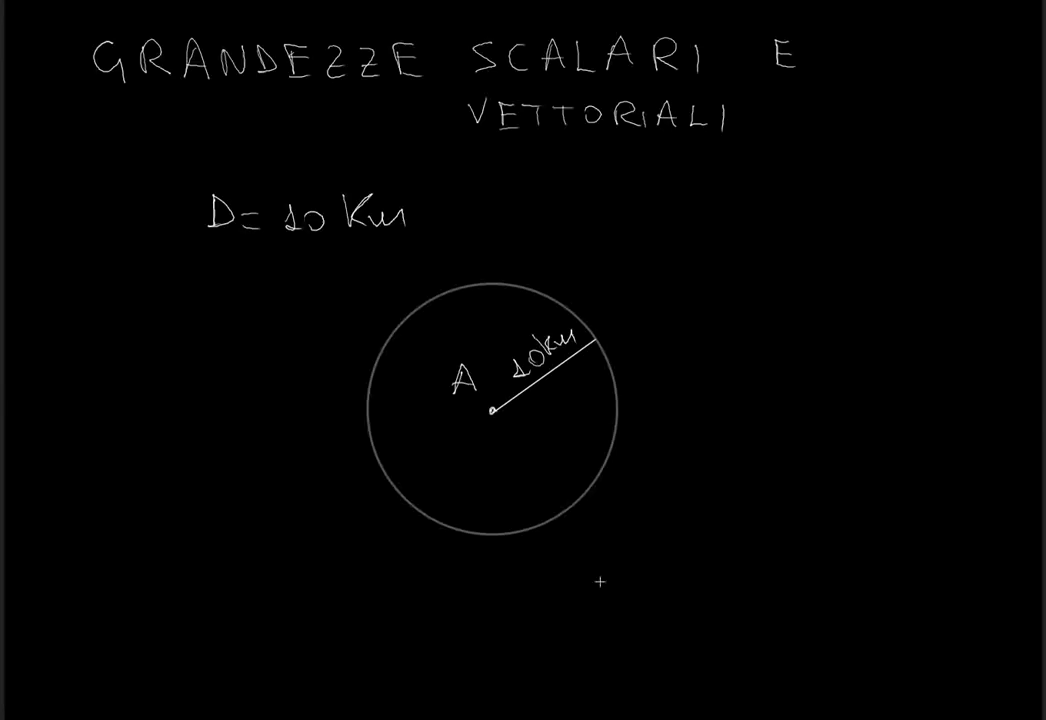 GRANDEZZE SCALARI E
VETTORIALI
D= 10 Km
10km
A